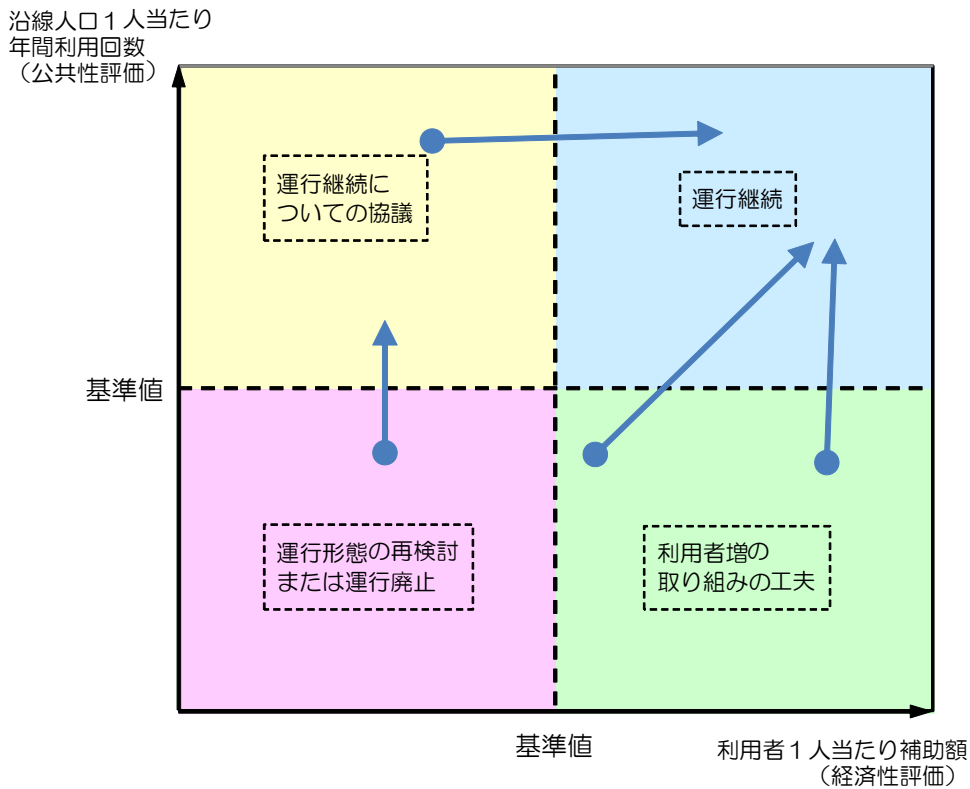 沿線人口１人当たり
年間利用回数
（公共性評価）
運行継続に
ついての協議
運行継続
基準値
運行形態の再検討
または運行廃止
利用者増の
取り組みの工夫
基準値
利用者１人当たり補助額
（経済性評価）